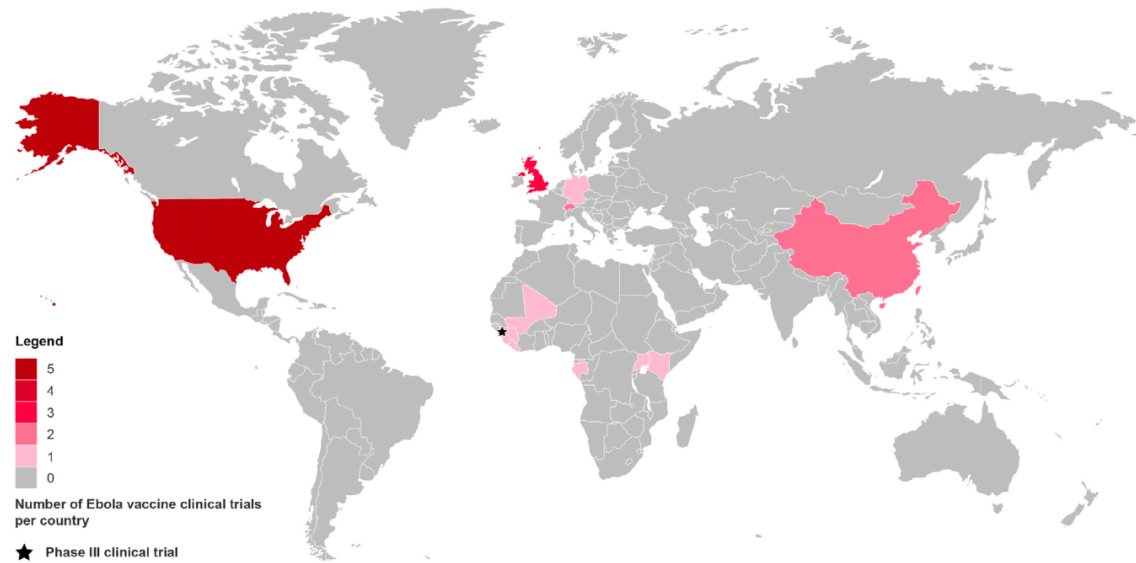 Legend
5
4
3
2
1
0
Number of Ebola vaccine clinical trials
per country
Phase III clinical trial